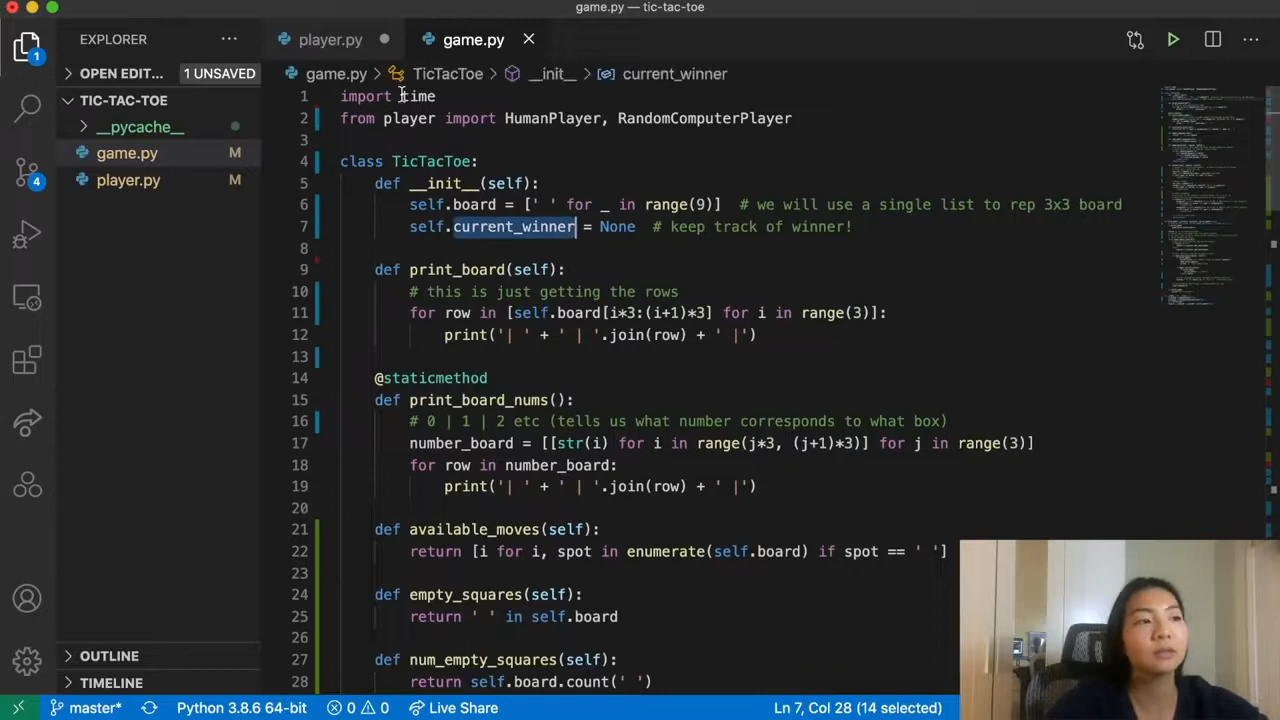 game.py — tic-tac-toe
EXPLORER
player.py
game.py
OPEN EDIT... 1 UNSAVED
game.py > TicTacToe > __init__ > current_winner
TIC-TAC-TOE
__pycache__
game.py M
player.py M
1 import time
2 from player import HumanPlayer, RandomComputerPlayer
3
4 class TicTacToe:
5 def __init__(self):
6 self.board = [' ' for _ in range(9)] # we will use a single list to rep 3x3 board
7 self.current_winner = None # keep track of winner!
8
9 def print_board(self):
10 # this is just getting the rows
11 for row in [self.board[i*3:(i+1)*3] for i in range(3)]:
12 print('| ' + ' | '.join(row) + ' |')
13
14 @staticmethod
15 def print_board_nums():
16 # 0 | 1 | 2 etc (tells us what number corresponds to what box)
17 number_board = [[str(i) for i in range(j*3, (j+1)*3)] for j in range(3)]
18 for row in number_board:
19 print('| ' + ' | '.join(row) + ' |')
20
21 def available_moves(self):
22 return [i for i, spot in enumerate(self.board) if spot == ' ']
23
24 def empty_squares(self):
25 return ' ' in self.board
26
27 def num_empty_squares(self):
28 return self.board.count(' ')
1
4
OUTLINE
TIMELINE
master* Python 3.8.6 64-bit 0 0 Live Share Ln 7, Col 28 (14 selected)